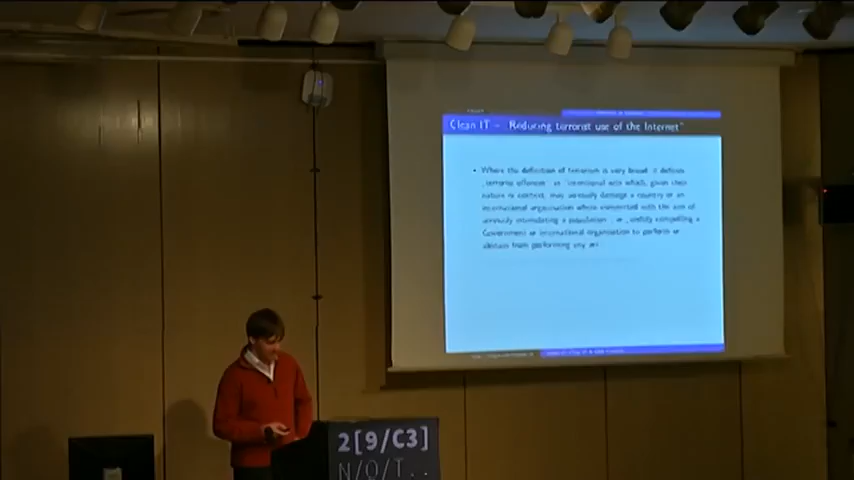 Clean IT – "Reducing terrorist use of the Internet"
• Where the definition of terrorism is very broad: it defines
"terrorist offences" as "intentional acts which, given their
nature or context, may seriously damage a country or an
international organisation where committed with the aim of
seriously intimidating a population", or "unduly compelling a
Government or international organisation to perform or
abstain from performing any act
2[9/C3]
N/O/T..